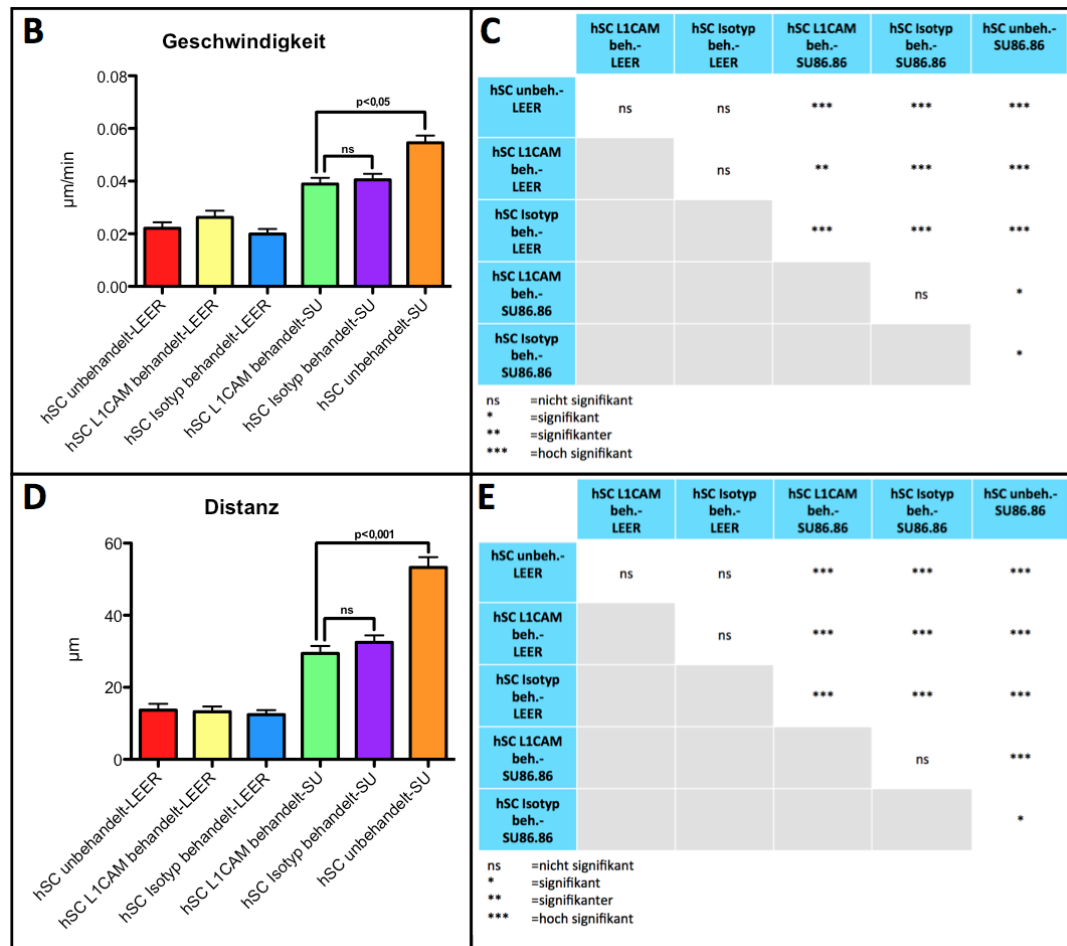 B
Geschwindigkeit
µm/min
0.08
0.06
0.04
0.02
0.00
p<0,05
ns
hSC unbehandelt-LEER
hSC L1CAM behandelt-LEER
hSC Isotyp behandelt-LEER
hSC L1CAM behandelt-SU
hSC Isotyp behandelt-SU
hSC unbehandelt-SU
C
hSC L1CAM beh.- LEER
hSC Isotyp beh.- LEER
hSC L1CAM beh.- SU86.86
hSC Isotyp beh.- SU86.86
hSC unbeh.- SU86.86
hSC unbeh.- LEER
ns ns *** *** ***
hSC L1CAM beh.- LEER
ns ** *** ***
hSC Isotyp beh.- LEER
*** *** ***
hSC L1CAM beh.- SU86.86
ns *
hSC Isotyp beh.- SU86.86
*
ns =nicht signifikant
* =signifikant
** =signifikanter
*** =hoch signifikant
D
Distanz
µm
60
40
20
0
p<0,001
ns
hSC unbehandelt-LEER
hSC L1CAM behandelt-LEER
hSC Isotyp behandelt-LEER
hSC L1CAM behandelt-SU
hSC Isotyp behandelt-SU
hSC unbehandelt-SU
E
hSC L1CAM beh.- LEER
hSC Isotyp beh.- LEER
hSC L1CAM beh.- SU86.86
hSC Isotyp beh.- SU86.86
hSC unbeh.- SU86.86
hSC unbeh.- LEER
ns ns *** *** ***
hSC L1CAM beh.- LEER
ns *** *** ***
hSC Isotyp beh.- LEER
*** *** ***
hSC L1CAM beh.- SU86.86
ns ***
hSC Isotyp beh.- SU86.86
*
ns =nicht signifikant
* =signifikant
** =signifikanter
*** =hoch signifikant